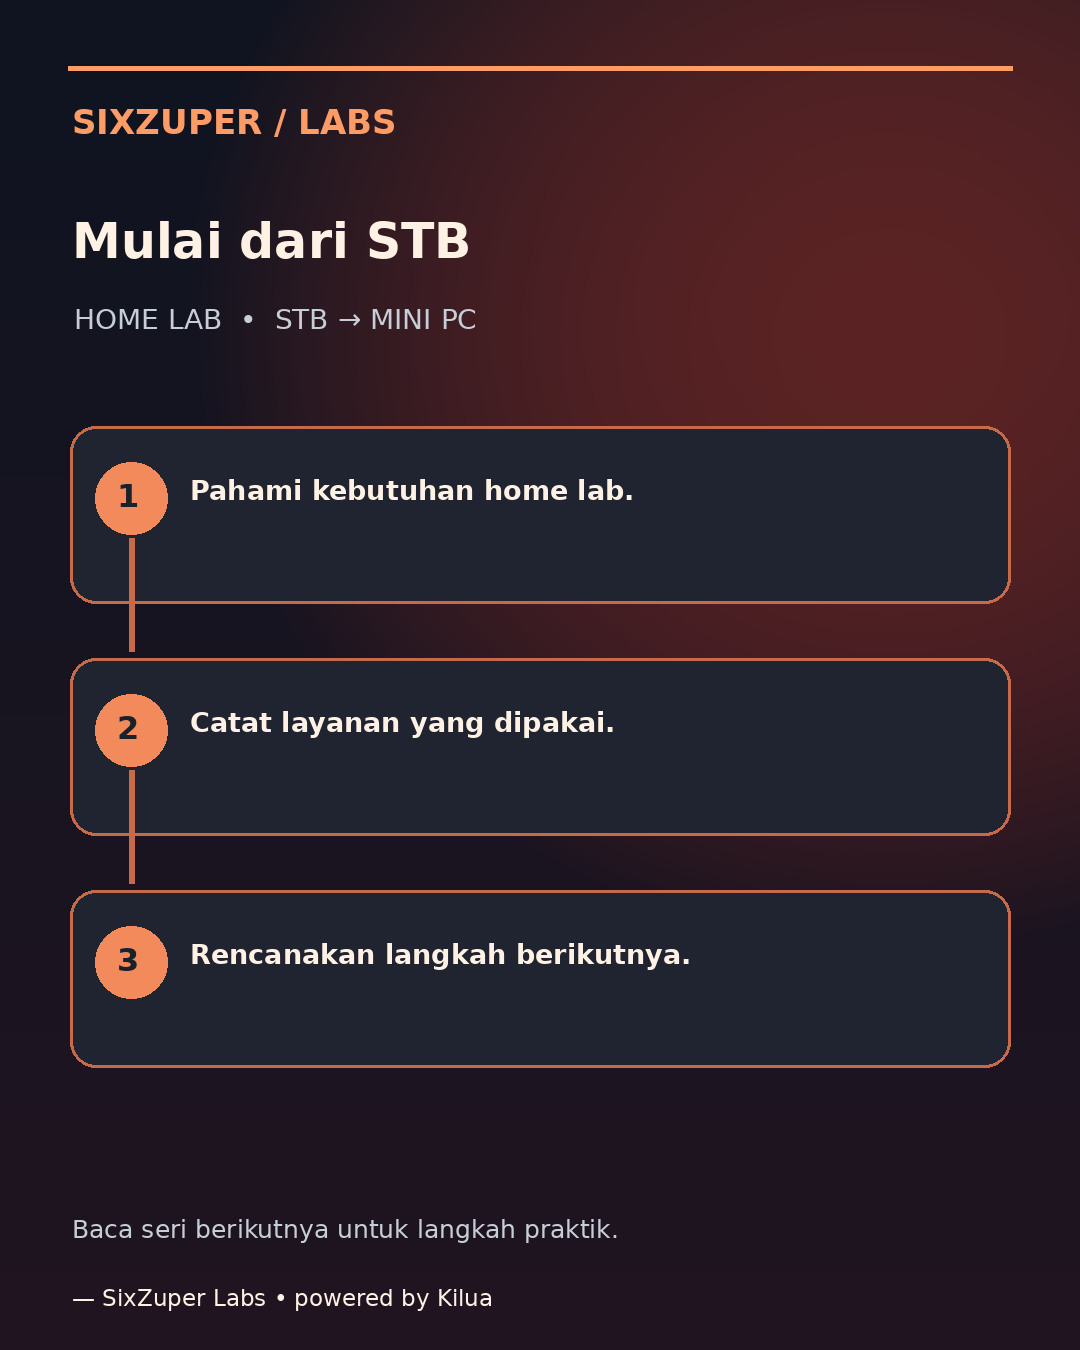 SIXZUPER / LABS
Mulai dari STB
HOME LAB • STB → MINI PC
1
Pahami kebutuhan home lab.
2
Catat layanan yang dipakai.
3
Rencanakan langkah berikutnya.
Baca seri berikutnya untuk langkah praktik.
— SixZuper Labs • powered by Kilua